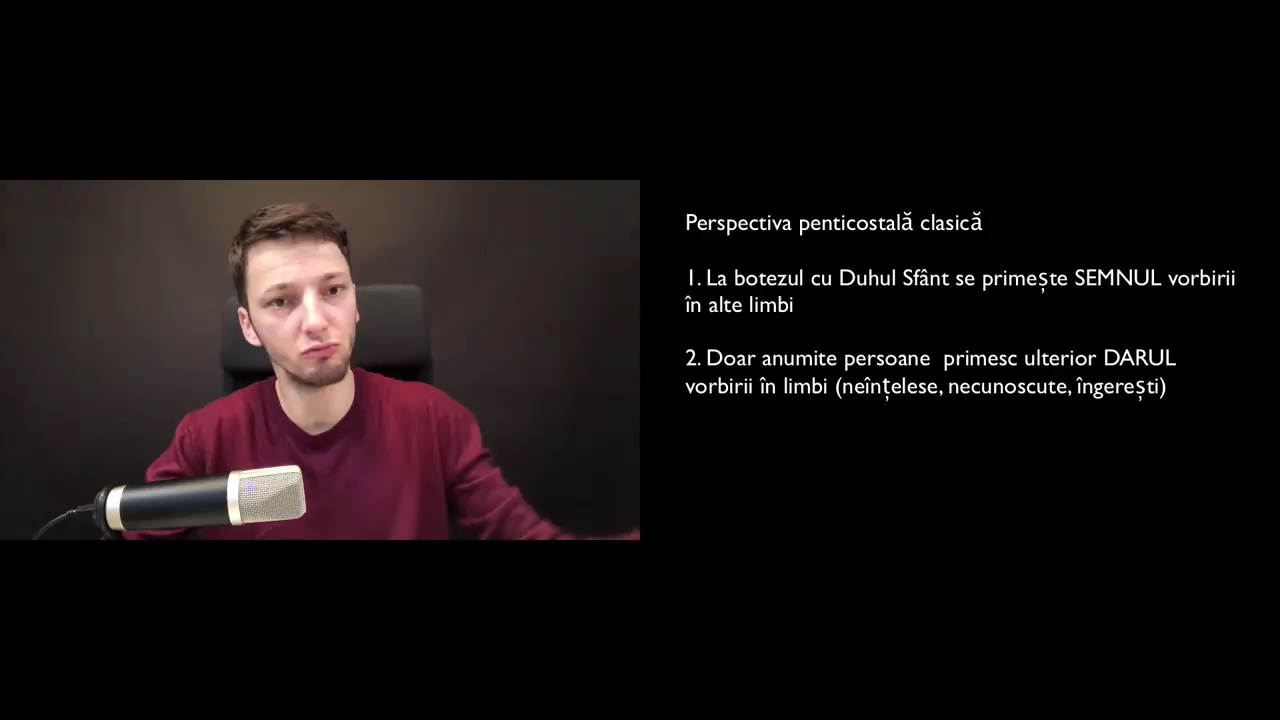 Perspectiva penticostală clasică
1. La botezul cu Duhul Sfânt se primește SEMNUL vorbirii
în alte limbi
2. Doar anumite persoane  primesc ulterior DARUL
vorbirii în limbi (neînțelese, necunoscute, îngerești)